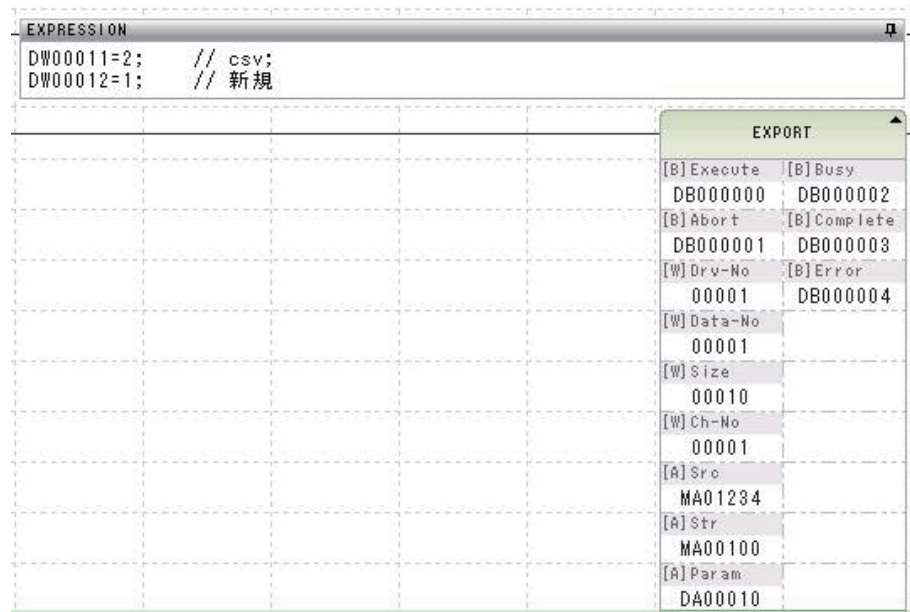 EXPRESSION
DW00011=2; // csv;
DW00012=1; // 新規
EXPORT
[B]Execute [B]Busy
DB000000 DB000002
[B]Abort [B]Complete
DB000001 DB000003
[W]Drv-No [B]Error
00001 DB000004
[W]Data-No
00001
[W]Size
00010
[W]Ch-No
00001
[A]Src
MA01234
[A]Str
MA00100
[A]Param
DA00010